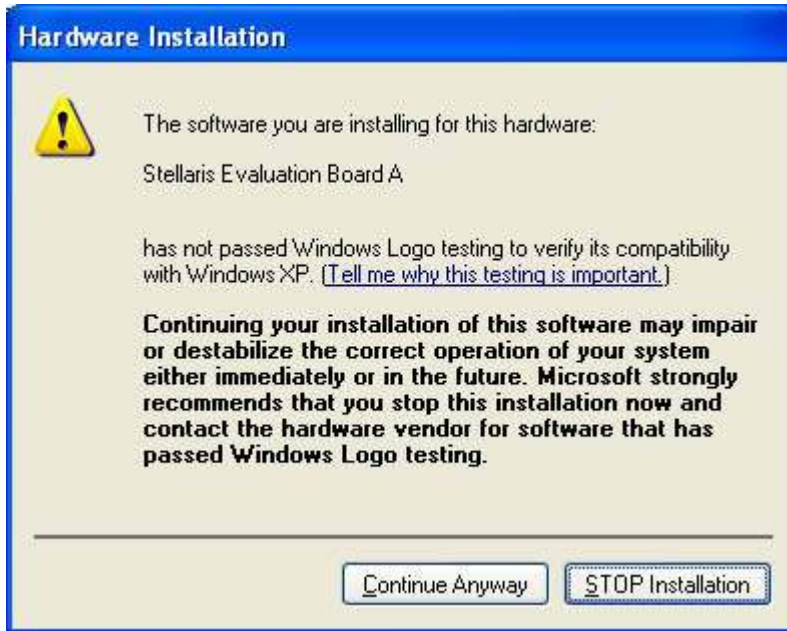 Hardware Installation
The software you are installing for this hardware:
Stellaris Evaluation Board A
has not passed Windows Logo testing to verify its compatibility
with Windows XP. (Tell me why this testing is important.)
Continuing your installation of this software may impair
or destabilize the correct operation of your system
either immediately or in the future. Microsoft strongly
recommends that you stop this installation now and
contact the hardware vendor for software that has
passed Windows Logo testing.
Continue Anyway STOP Installation